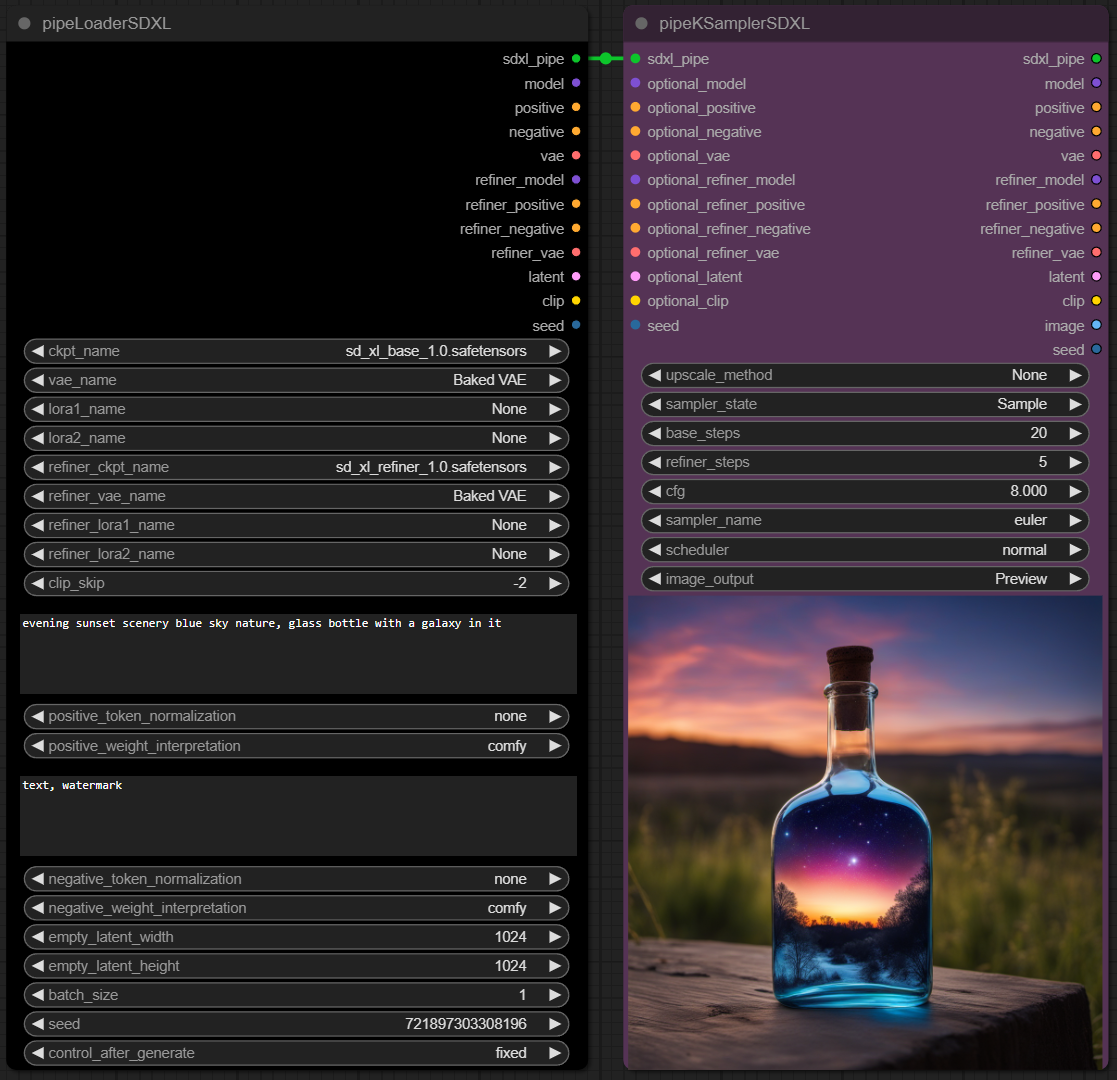 pipeLoaderSDXL
sdxl_pipe
model
positive
negative
vae
refiner_model
refiner_positive
refiner_negative
refiner_vae
latent
clip
seed
ckpt_name sd_xl_base_1.0.safetensors
vae_name Baked VAE
lora1_name None
lora2_name None
refiner_ckpt_name sd_xl_refiner_1.0.safetensors
refiner_vae_name Baked VAE
refiner_lora1_name None
refiner_lora2_name None
clip_skip -2
evening sunset scenery blue sky nature, glass bottle with a galaxy in it
positive_token_normalization none
positive_weight_interpretation comfy
text, watermark
negative_token_normalization none
negative_weight_interpretation comfy
empty_latent_width 1024
empty_latent_height 1024
batch_size 1
seed 721897303308196
control_after_generate fixed
pipeKSamplerSDXL
sdxl_pipe sdxl_pipe
optional_model model
optional_positive positive
optional_negative negative
optional_vae vae
optional_refiner_model refiner_model
optional_refiner_positive refiner_positive
optional_refiner_negative refiner_negative
optional_refiner_vae refiner_vae
optional_latent latent
optional_clip clip
seed image
seed
upscale_method None
sampler_state Sample
base_steps 20
refiner_steps 5
cfg 8.000
sampler_name euler
scheduler normal
image_output Preview